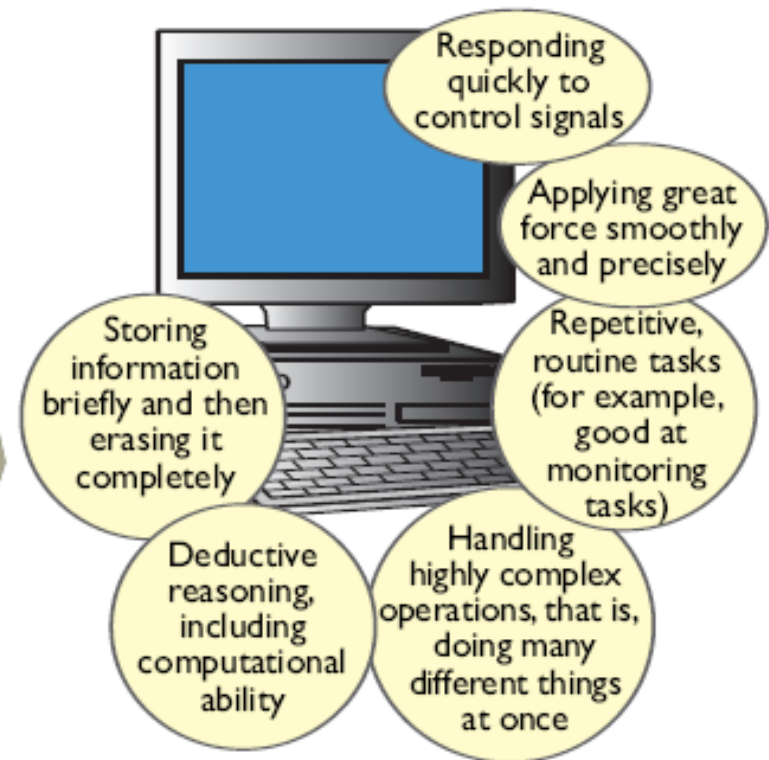 Responding
quickly to
control signals
Applying great
force smoothly
and precisely
Repetitive,
routine tasks
(for example,
good at
monitoring
tasks)
Handling
highly complex
operations, that is,
doing many
different things
at once
Deductive
reasoning,
including
computational
ability
Storing
information
briefly and then
erasing it
completely